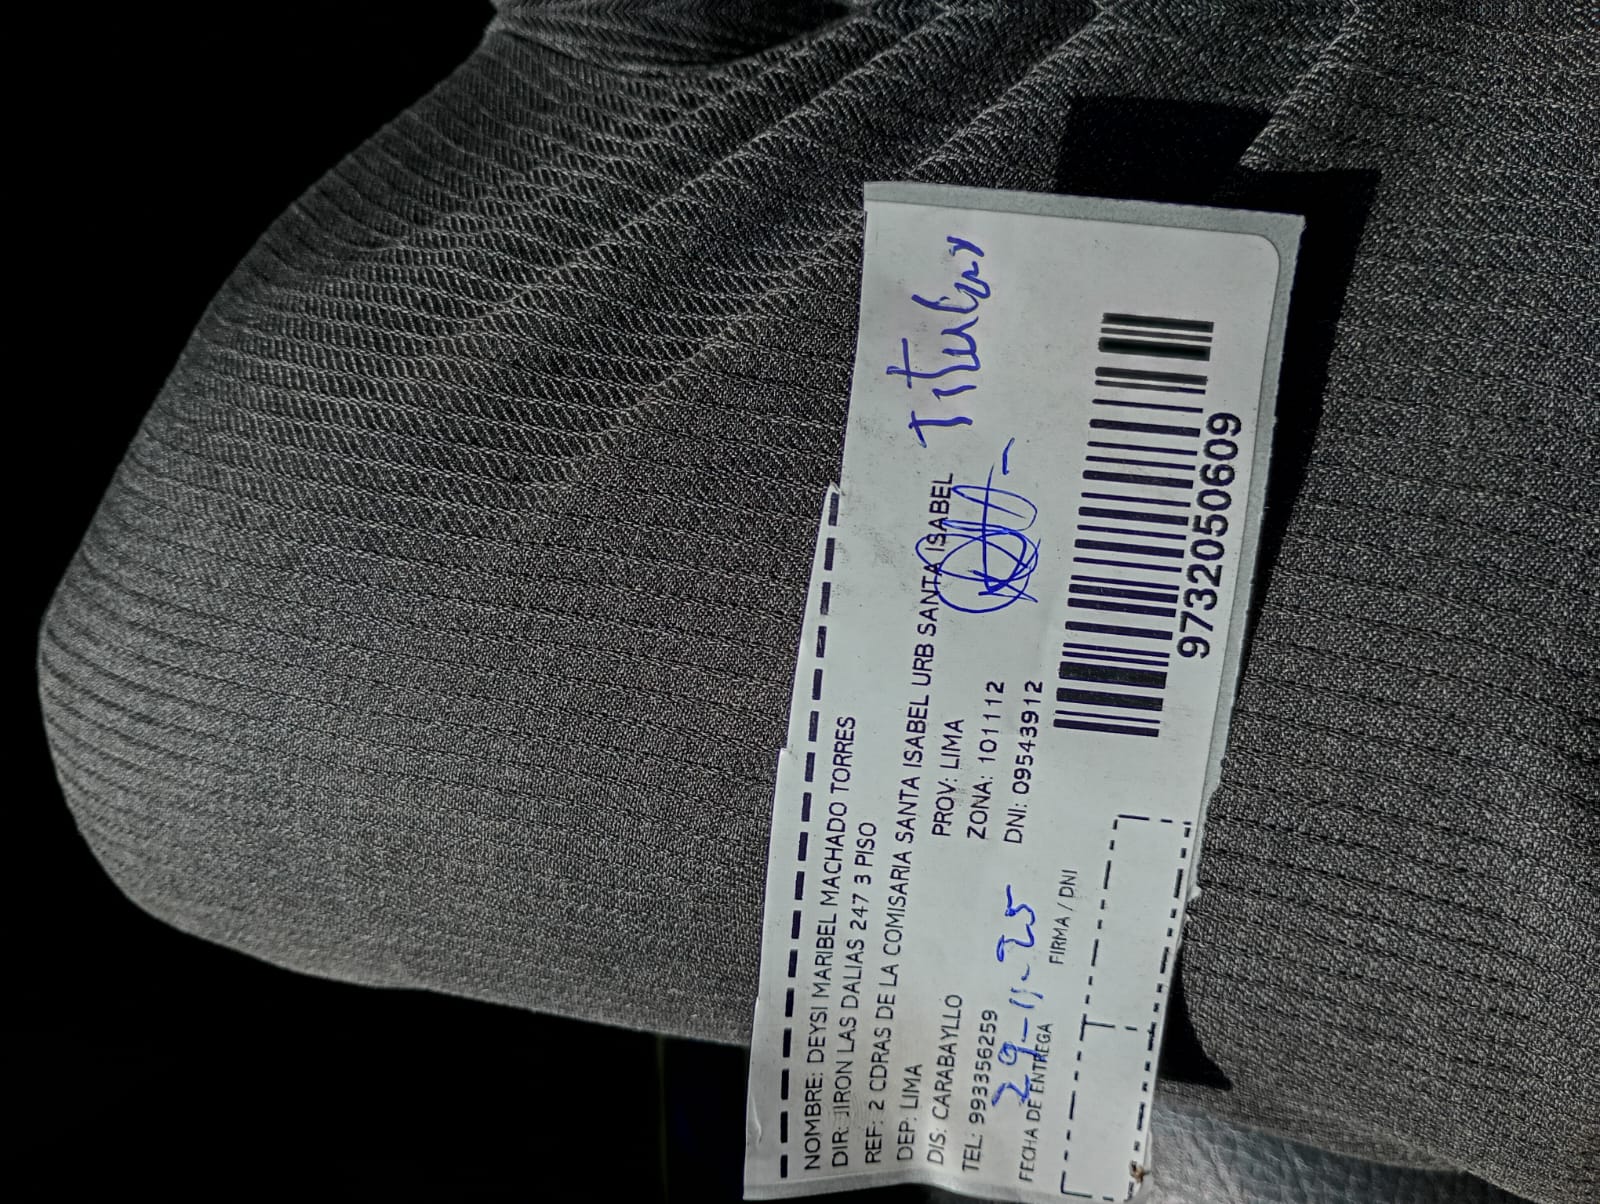 NOMBRE: DEYSI MARIBEL MACHADO TORRES
DIR: JIRON LAS DALIAS 247 3 PISO
REF: 2 CDRAS DE LA COMISARIA SANTA ISABEL URB SANTA ISABEL
DEP: LIMA PROV: LIMA
DIS: CARABAYLLO ZONA: 101112
TEL: 993356259 DNI: 09543912
29-11-25
FECHA DE ENTREGA FIRMA / DNI
Titular
9732050609